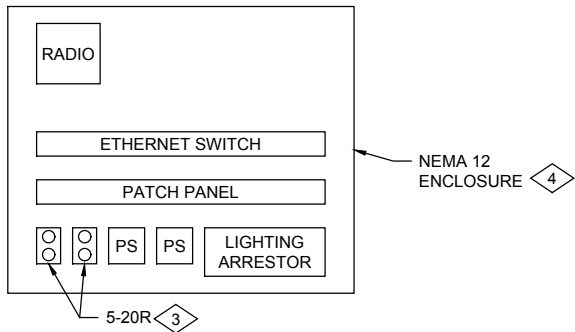 RADIO
ETHERNET SWITCH
PATCH PANEL
PS
PS
LIGHTING
ARRESTOR
NEMA 12
ENCLOSURE
4
5-20R
3